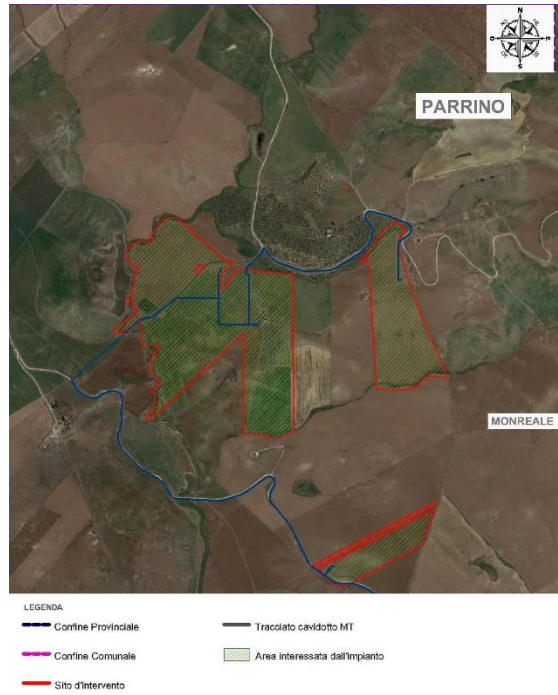 N
O
E
S
PARRINO
MONREALE
LEGENDA
Confine Provinciale
Tracciato cavidotto MT
Confine Comunale
Area interessata dall'impianto
Sito d'intervento